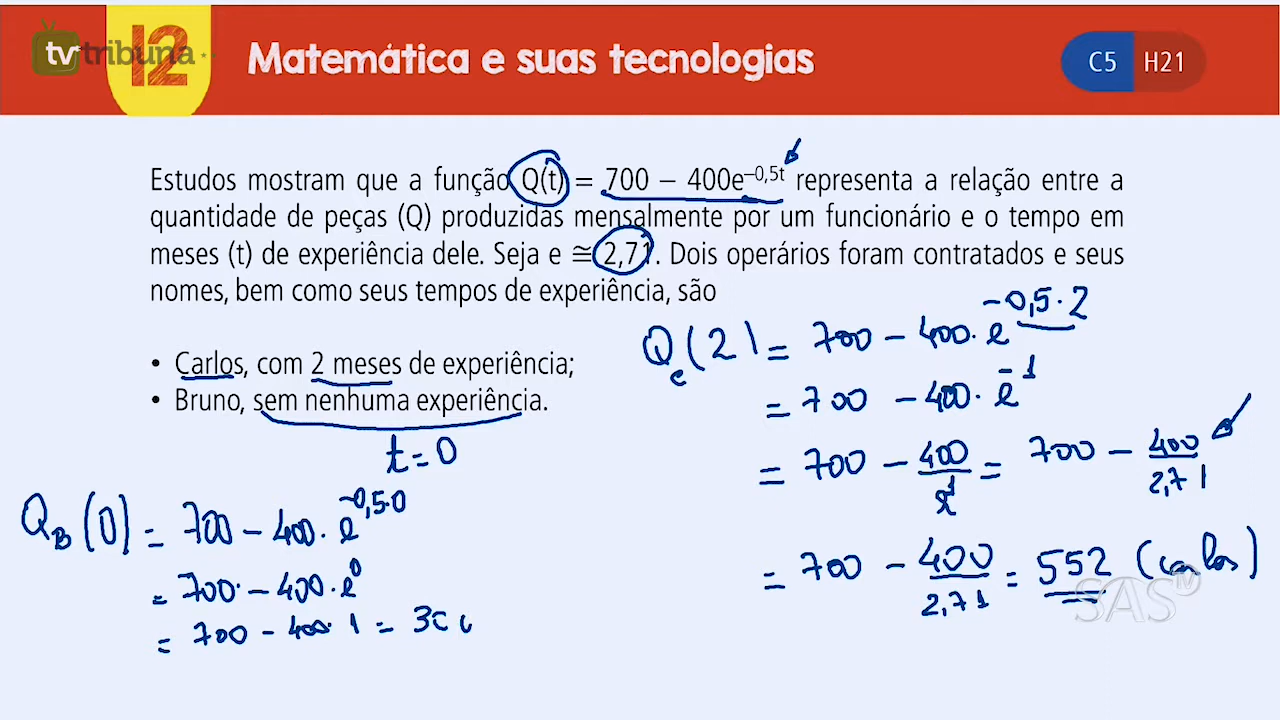 tv tribuna
12
Matemática e suas tecnologias
C5 H21
Estudos mostram que a função Q(t) = 700 – 400e^–0,5t representa a relação entre a
quantidade de peças (Q) produzidas mensalmente por um funcionário e o tempo em
meses (t) de experiência dele. Seja e ≅ 2,71. Dois operários foram contratados e seus
nomes, bem como seus tempos de experiência, são
• Carlos, com 2 meses de experiência;
• Bruno, sem nenhuma experiência.
t = 0
Q_B(0) = 700 - 400 · e^-0,5·0
= 700 - 400 · e^0
= 700 - 400 · 1 = 300
Q_c(2) = 700 - 400 · e^-0,5·2
= 700 - 400 · e^-1
= 700 - 400/e^1 = 700 - 400/2,71
= 700 - 400/2,71 = 552 (Carlos)
SAS tv